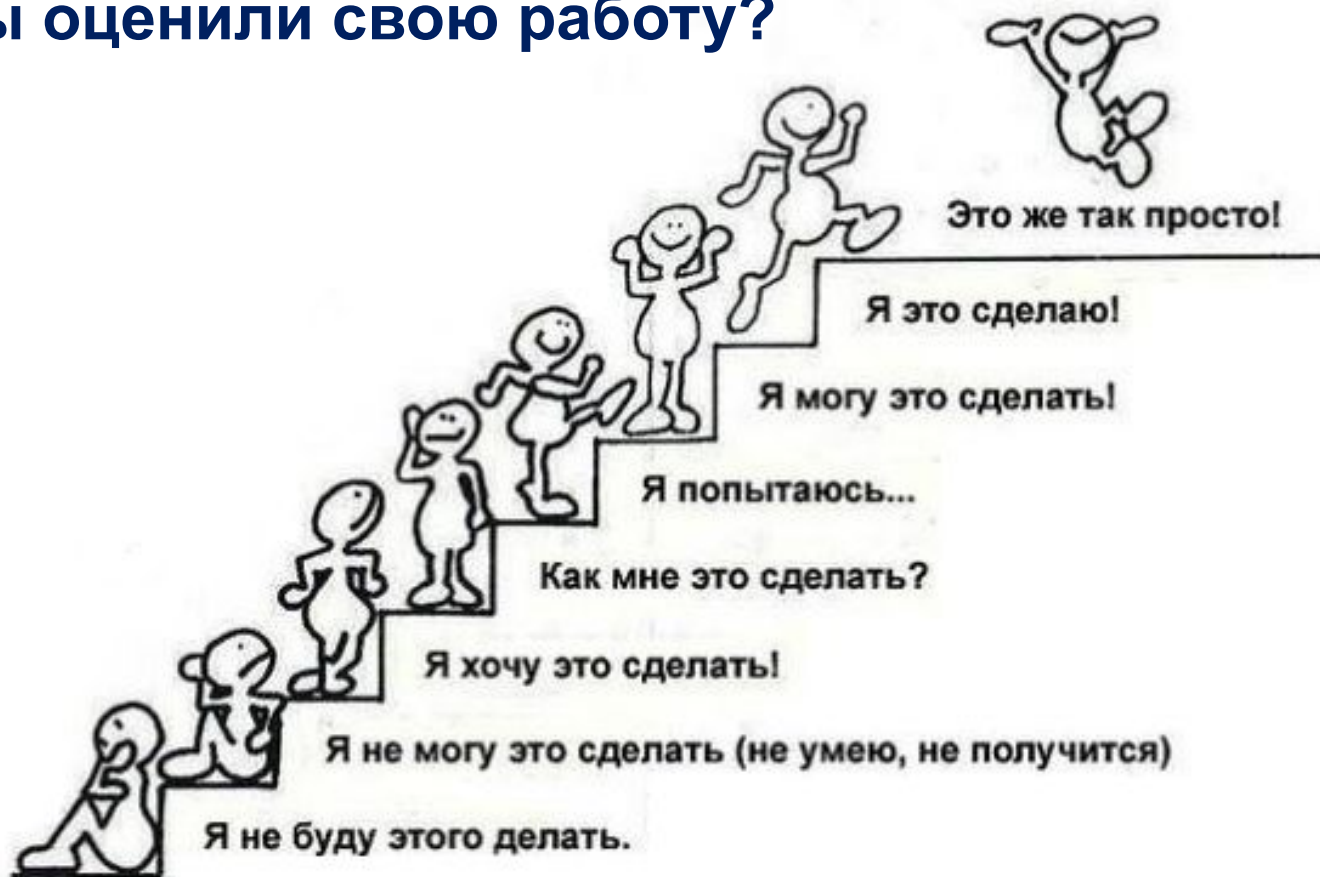 ы оценили свою работу?
Это же так просто!
Я это сделаю!
Я могу это сделать!
Я попытаюсь...
Как мне это сделать?
Я хочу это сделать!
Я не могу это сделать (не умею, не получится)
Я не буду этого делать.